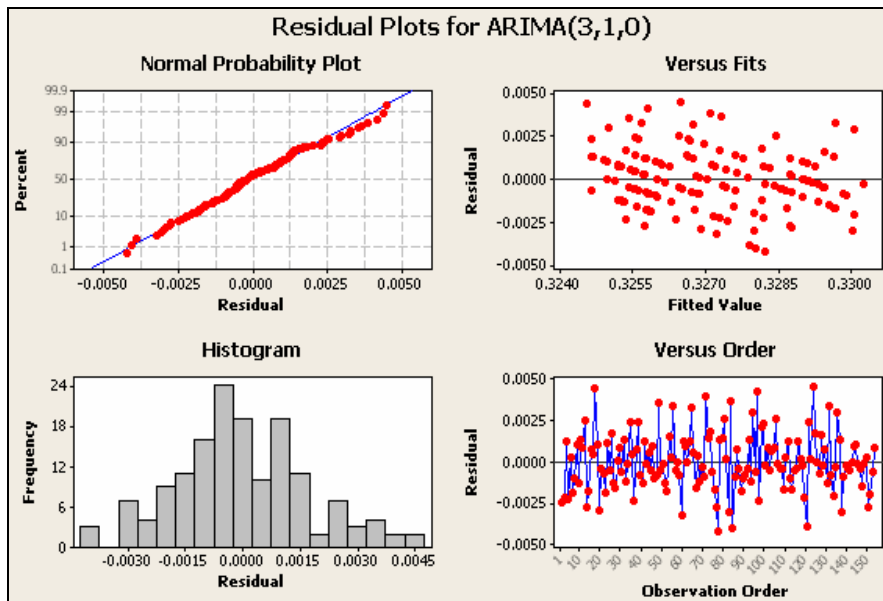 Residual Plots for ARIMA(3,1,0)
Normal Probability Plot
Percent
99.9
99
90
50
10
1
0.1
-0.0050 -0.0025 0.0000 0.0025 0.0050
Residual
Versus Fits
Residual
0.0050
0.0025
0.0000
-0.0025
-0.0050
0.3240 0.3255 0.3270 0.3285 0.3300
Fitted Value
Histogram
Frequency
24
18
12
6
0
-0.0030 -0.0015 0.0000 0.0015 0.0030 0.0045
Residual
Versus Order
Residual
0.0050
0.0025
0.0000
-0.0025
-0.0050
1 10 20 30 40 50 60 70 80 90 100 110 120 130 140 150
Observation Order